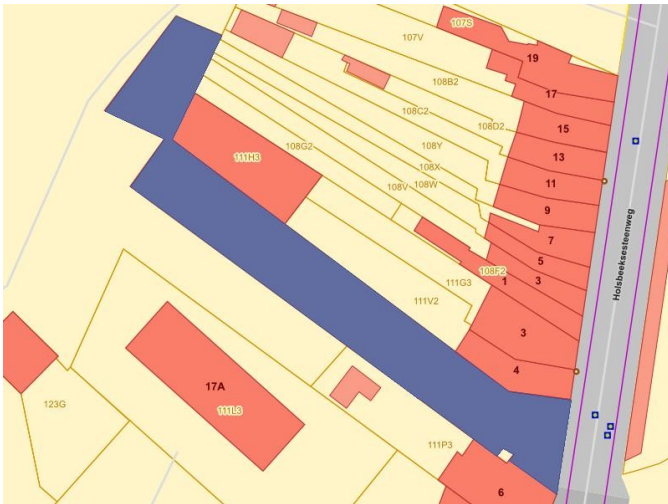 107S
107V
19
108B2
17
108C2
108D2
15
13
108Y
108G2
111H3
108X
11
108W
108V
9
7
5
108F2
3
1
111G3
Holsbeeksesteenweg
111V2
3
4
17A
123G
111L3
111P3
6